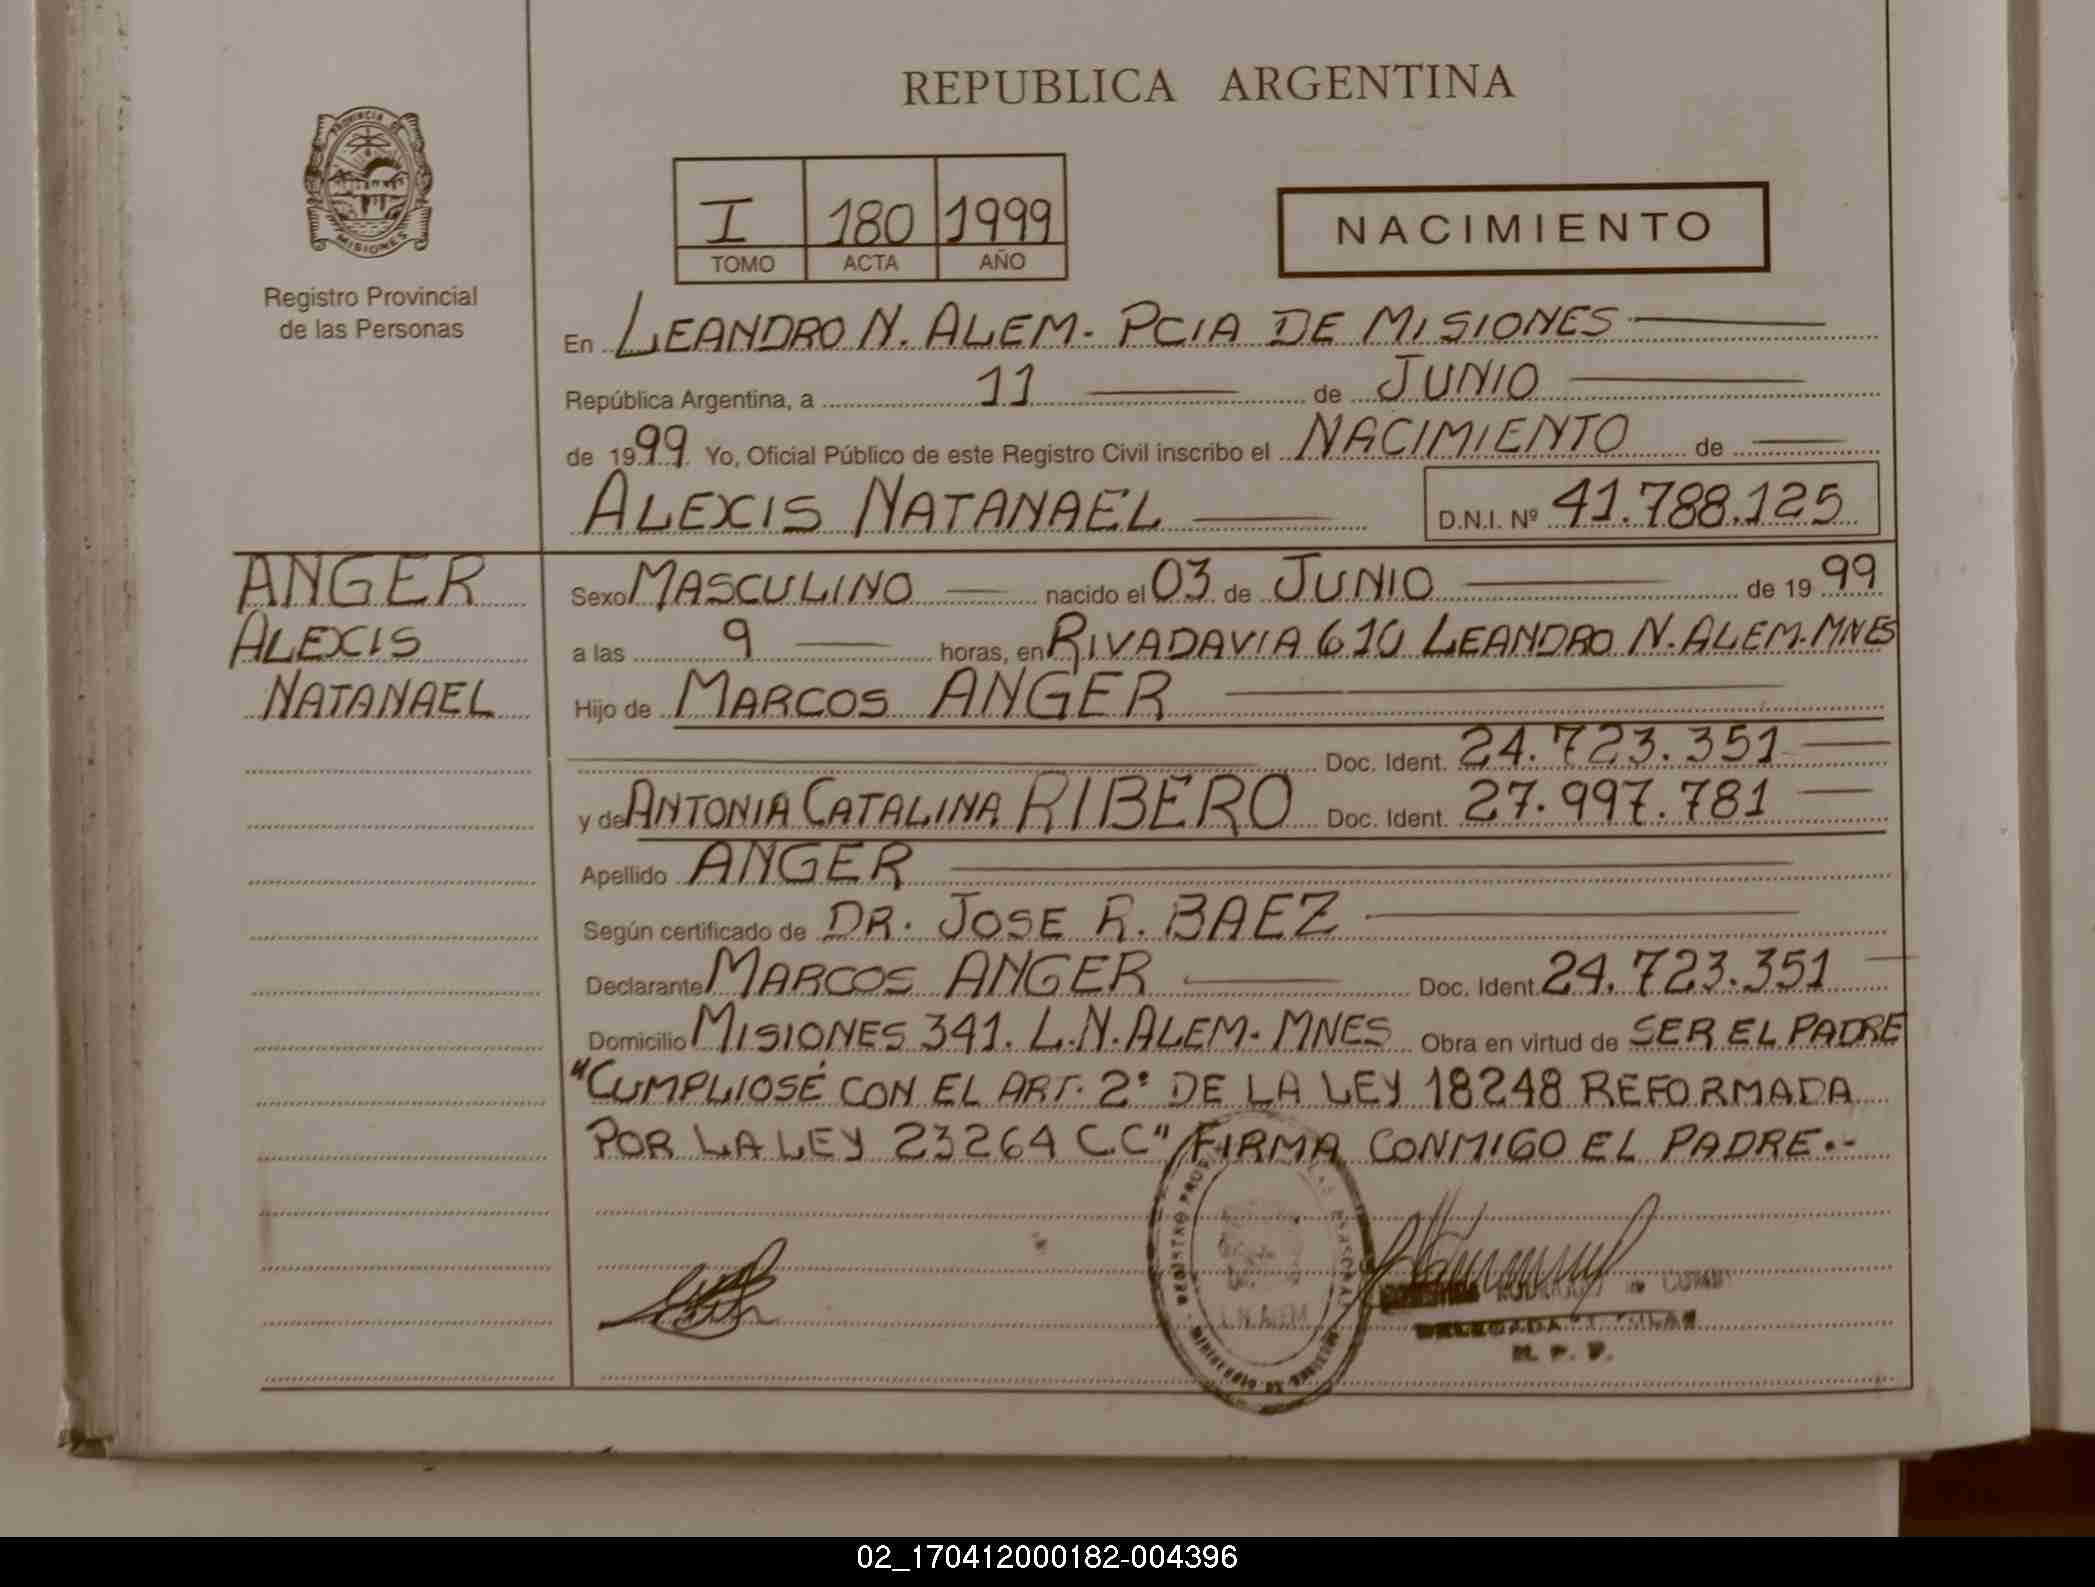 REPUBLICA ARGENTINA
PROVINCIA DE
MISIONES
Registro Provincial
de las Personas
I 180 1999
TOMO ACTA AÑO
NACIMIENTO
En LEANDRO N. ALEM- PCIA DE MISIONES
República Argentina, a 11 de JUNIO
de 1999 Yo, Oficial Público de este Registro Civil inscribo el NACIMIENTO de
ALEXIS NATANAEL D.N.I. Nº 41.788.125
ANGER
ALEXIS
NATANAEL
Sexo MASCULINO nacido el 03 de JUNIO de 1999
a las 9 horas, en RIVADAVIA 610 LEANDRO N. ALEM-MNES
Hijo de MARCOS ANGER
Doc. Ident. 24.723.351
y de ANTONIA CATALINA RIBERO Doc. Ident. 27.997.781
Apellido ANGER
Según certificado de DR. JOSE R. BAEZ
Declarante MARCOS ANGER Doc. Ident. 24.723.351
Domicilio MISIONES 341. L.N. ALEM- MNES Obra en virtud de SER EL PADRE
"CUMPLIOSÉ CON EL ART. 2° DE LA LEY 18248 REFORMADA
POR LA LEY 23264 C.C" FIRMA CONMIGO EL PADRE.-
L.N. ALEM
DELEGADA TITULAR
02_170412000182-004396